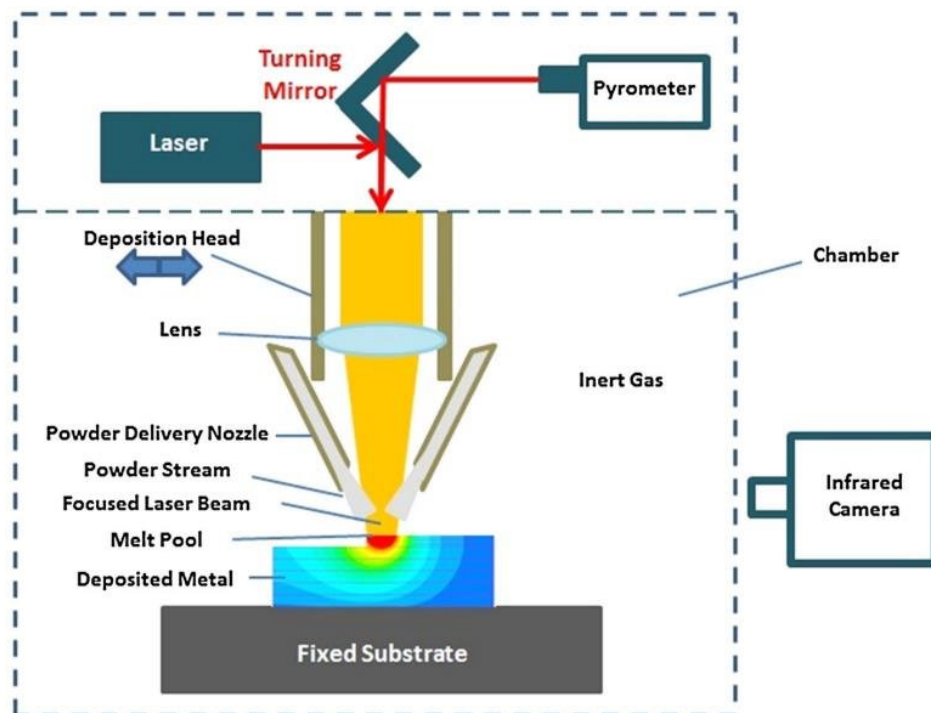 Turning
Mirror
Pyrometer
Laser
Deposition Head
Chamber
Lens
Inert Gas
Powder Delivery Nozzle
Powder Stream
Infrared
Camera
Focused Laser Beam
Melt Pool
Deposited Metal
Fixed Substrate